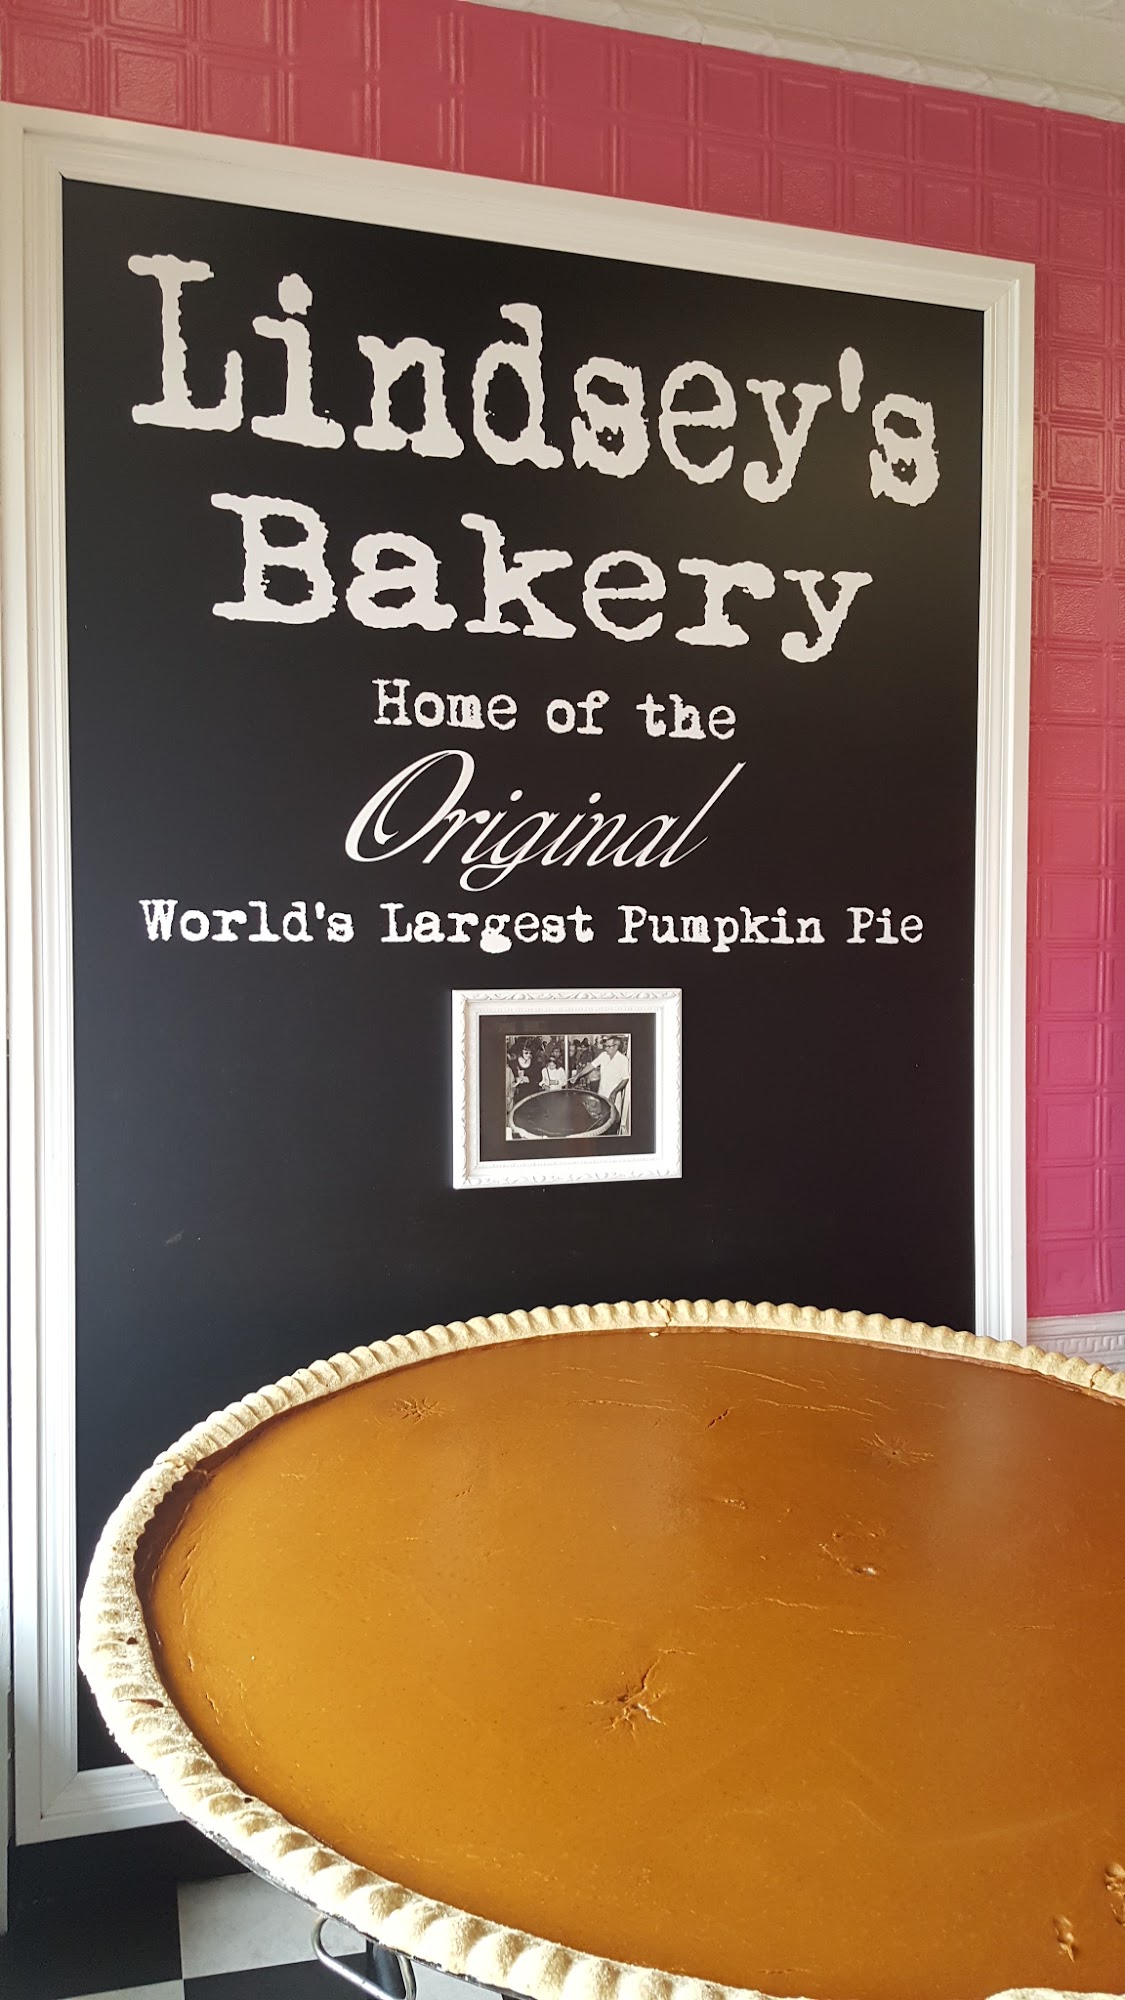 Lindsey's
Bakery
Home of the
Original
World's Largest Pumpkin Pie